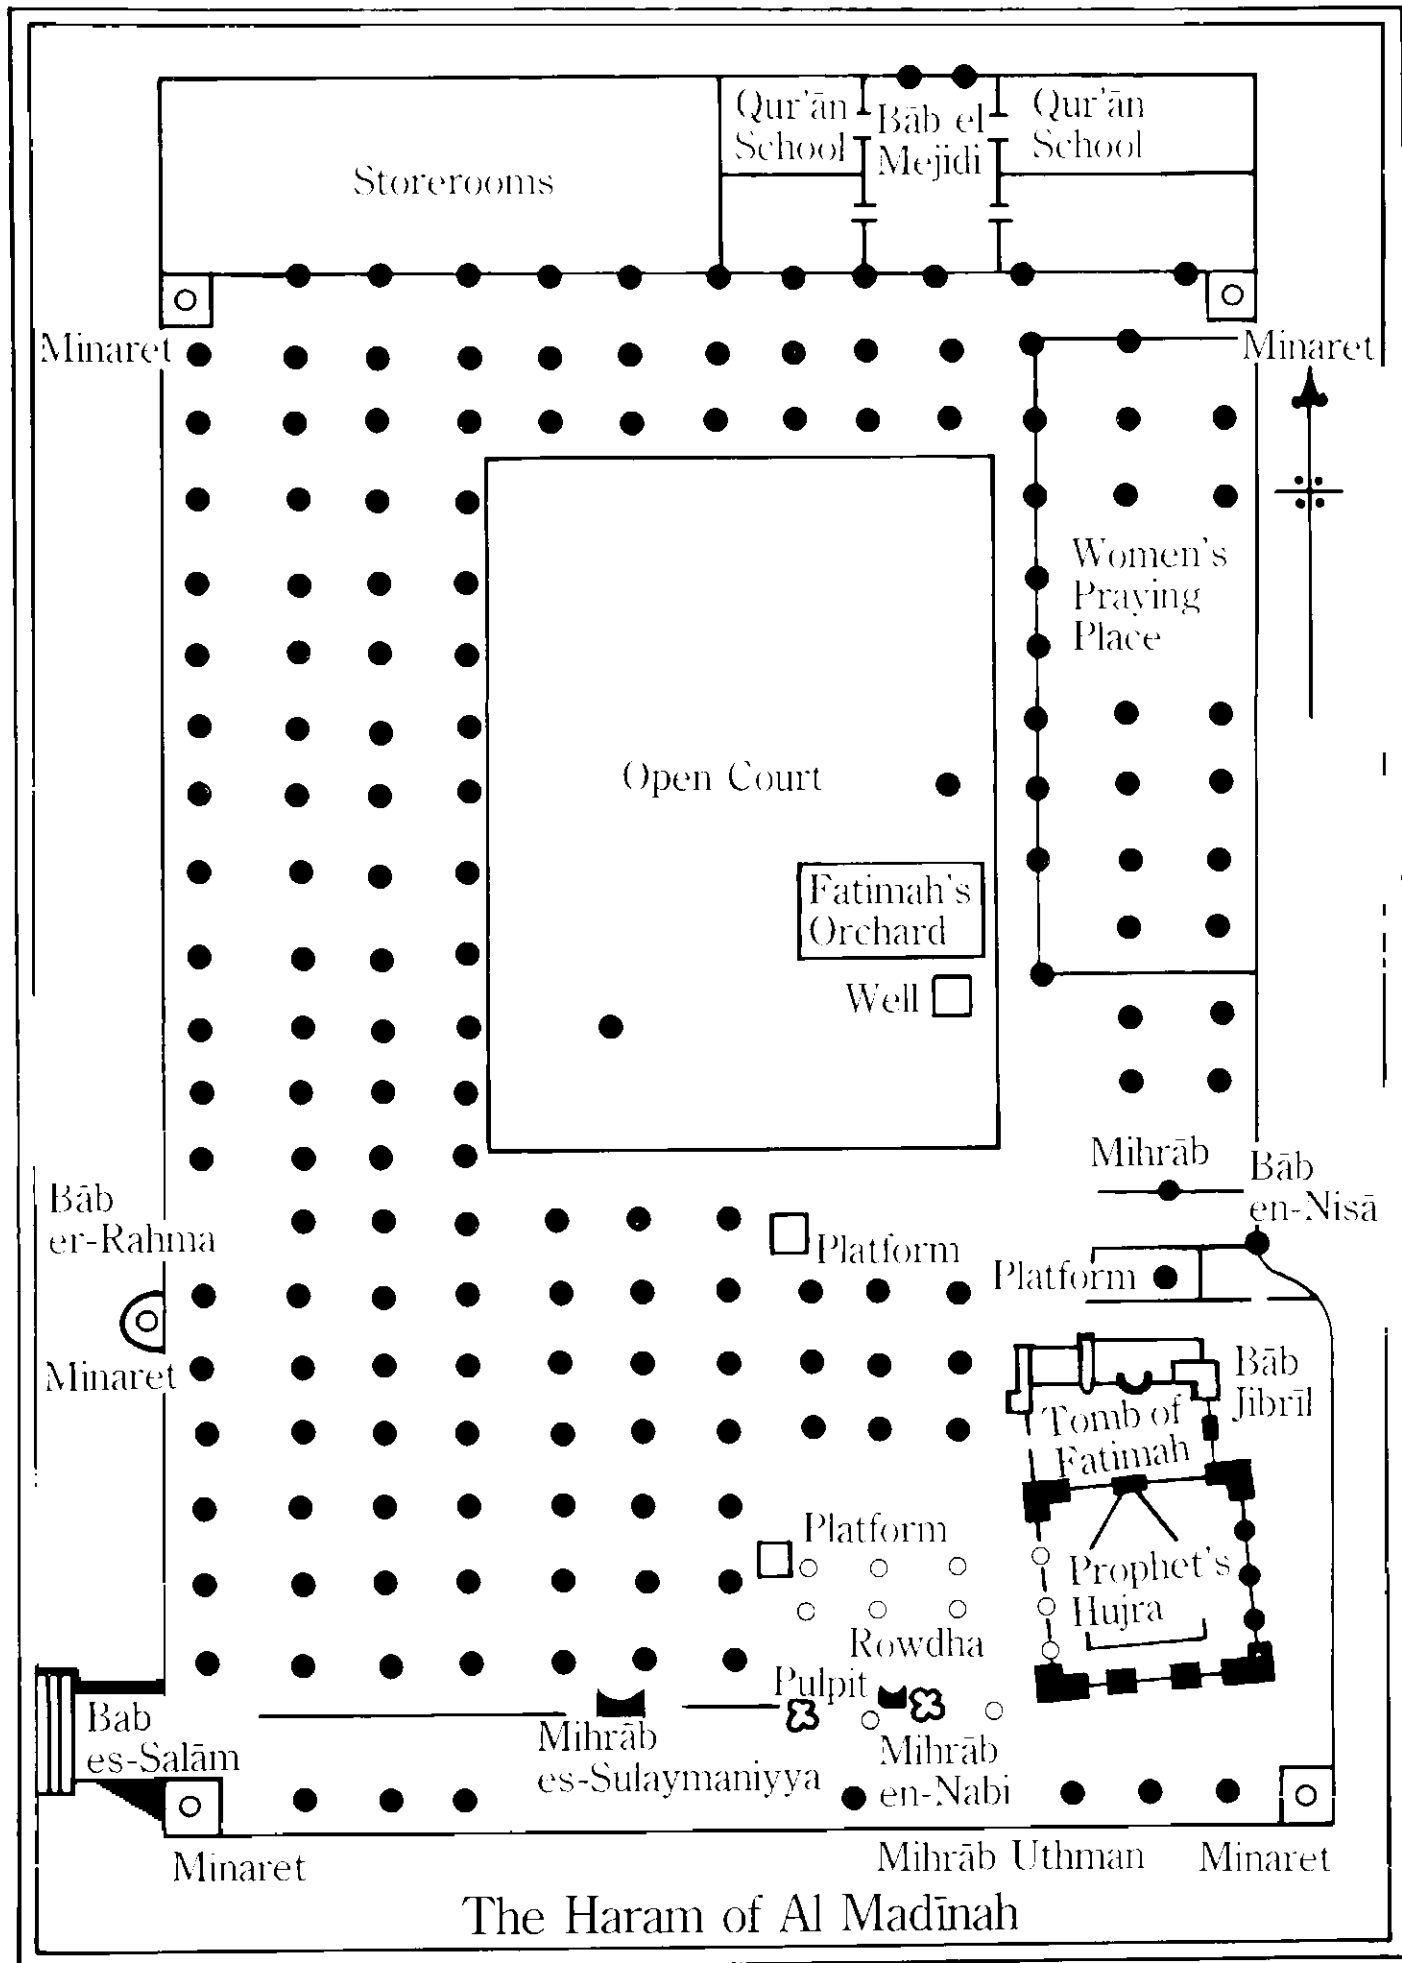 Storerooms
Qur'ān
School
Bāb el
Mejidi
Qur'ān
School
Minaret
Minaret
Women's
Praying
Place
Open Court
Fatimah's
Orchard
Well
Mihrāb
Bāb
en-Nisā
Bāb
er-Rahma
Platform
Platform
Minaret
Bāb
Jibrīl
Tomb of
Fatimah
Platform
Prophet's
Hujra
Rowdha
Pulpit
Bab
es-Salām
Mihrāb
es-Sulaymaniyya
Mihrāb
en-Nabi
Minaret
Mihrāb Uthman
Minaret
The Haram of Al Madīnah